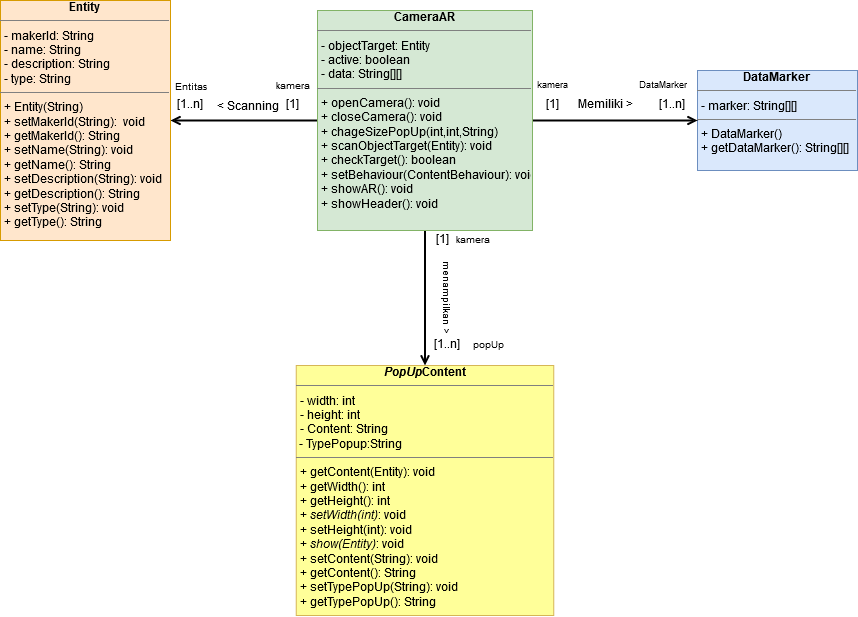 Entity
- makerId: String
- name: String
- description: String
- type: String
+ Entity(String)
+ setMakerId(String): void
+ getMakerId(): String
+ setName(String): void
+ getName(): String
+ setDescription(String): void
+ getDescription(): String
+ setType(String): void
+ getType(): String
Entitas
kamera
[1..n]
< Scanning
[1]
CameraAR
- objectTarget: Entity
- active: boolean
- data: String[][]
+ openCamera(): void
+ closeCamera(): void
+ chageSizePopUp(int,int,String)
+ scanObjectTarget(Entity): void
+ checkTarget(): boolean
+ setBehaviour(ContentBehaviour): voi
+ showAR(): void
+ showHeader(): void
kamera
DataMarker
[1]
Memiliki >
[1..n]
DataMarker
- marker: String[][]
+ DataMarker()
+ getDataMarker(): String[][]
[1]
kamera
menampilkan >
[1..n]
popUp
PopUpContent
- width: int
- height: int
- Content: String
- TypePopup:String
+ getContent(Entity): void
+ getWidth(): int
+ getHeight(): int
+ setWidth(int): void
+ setHeight(int): void
+ show(Entity): void
+ setContent(String): void
+ getContent(): String
+ setTypePopUp(String): void
+ getTypePopUp(): String